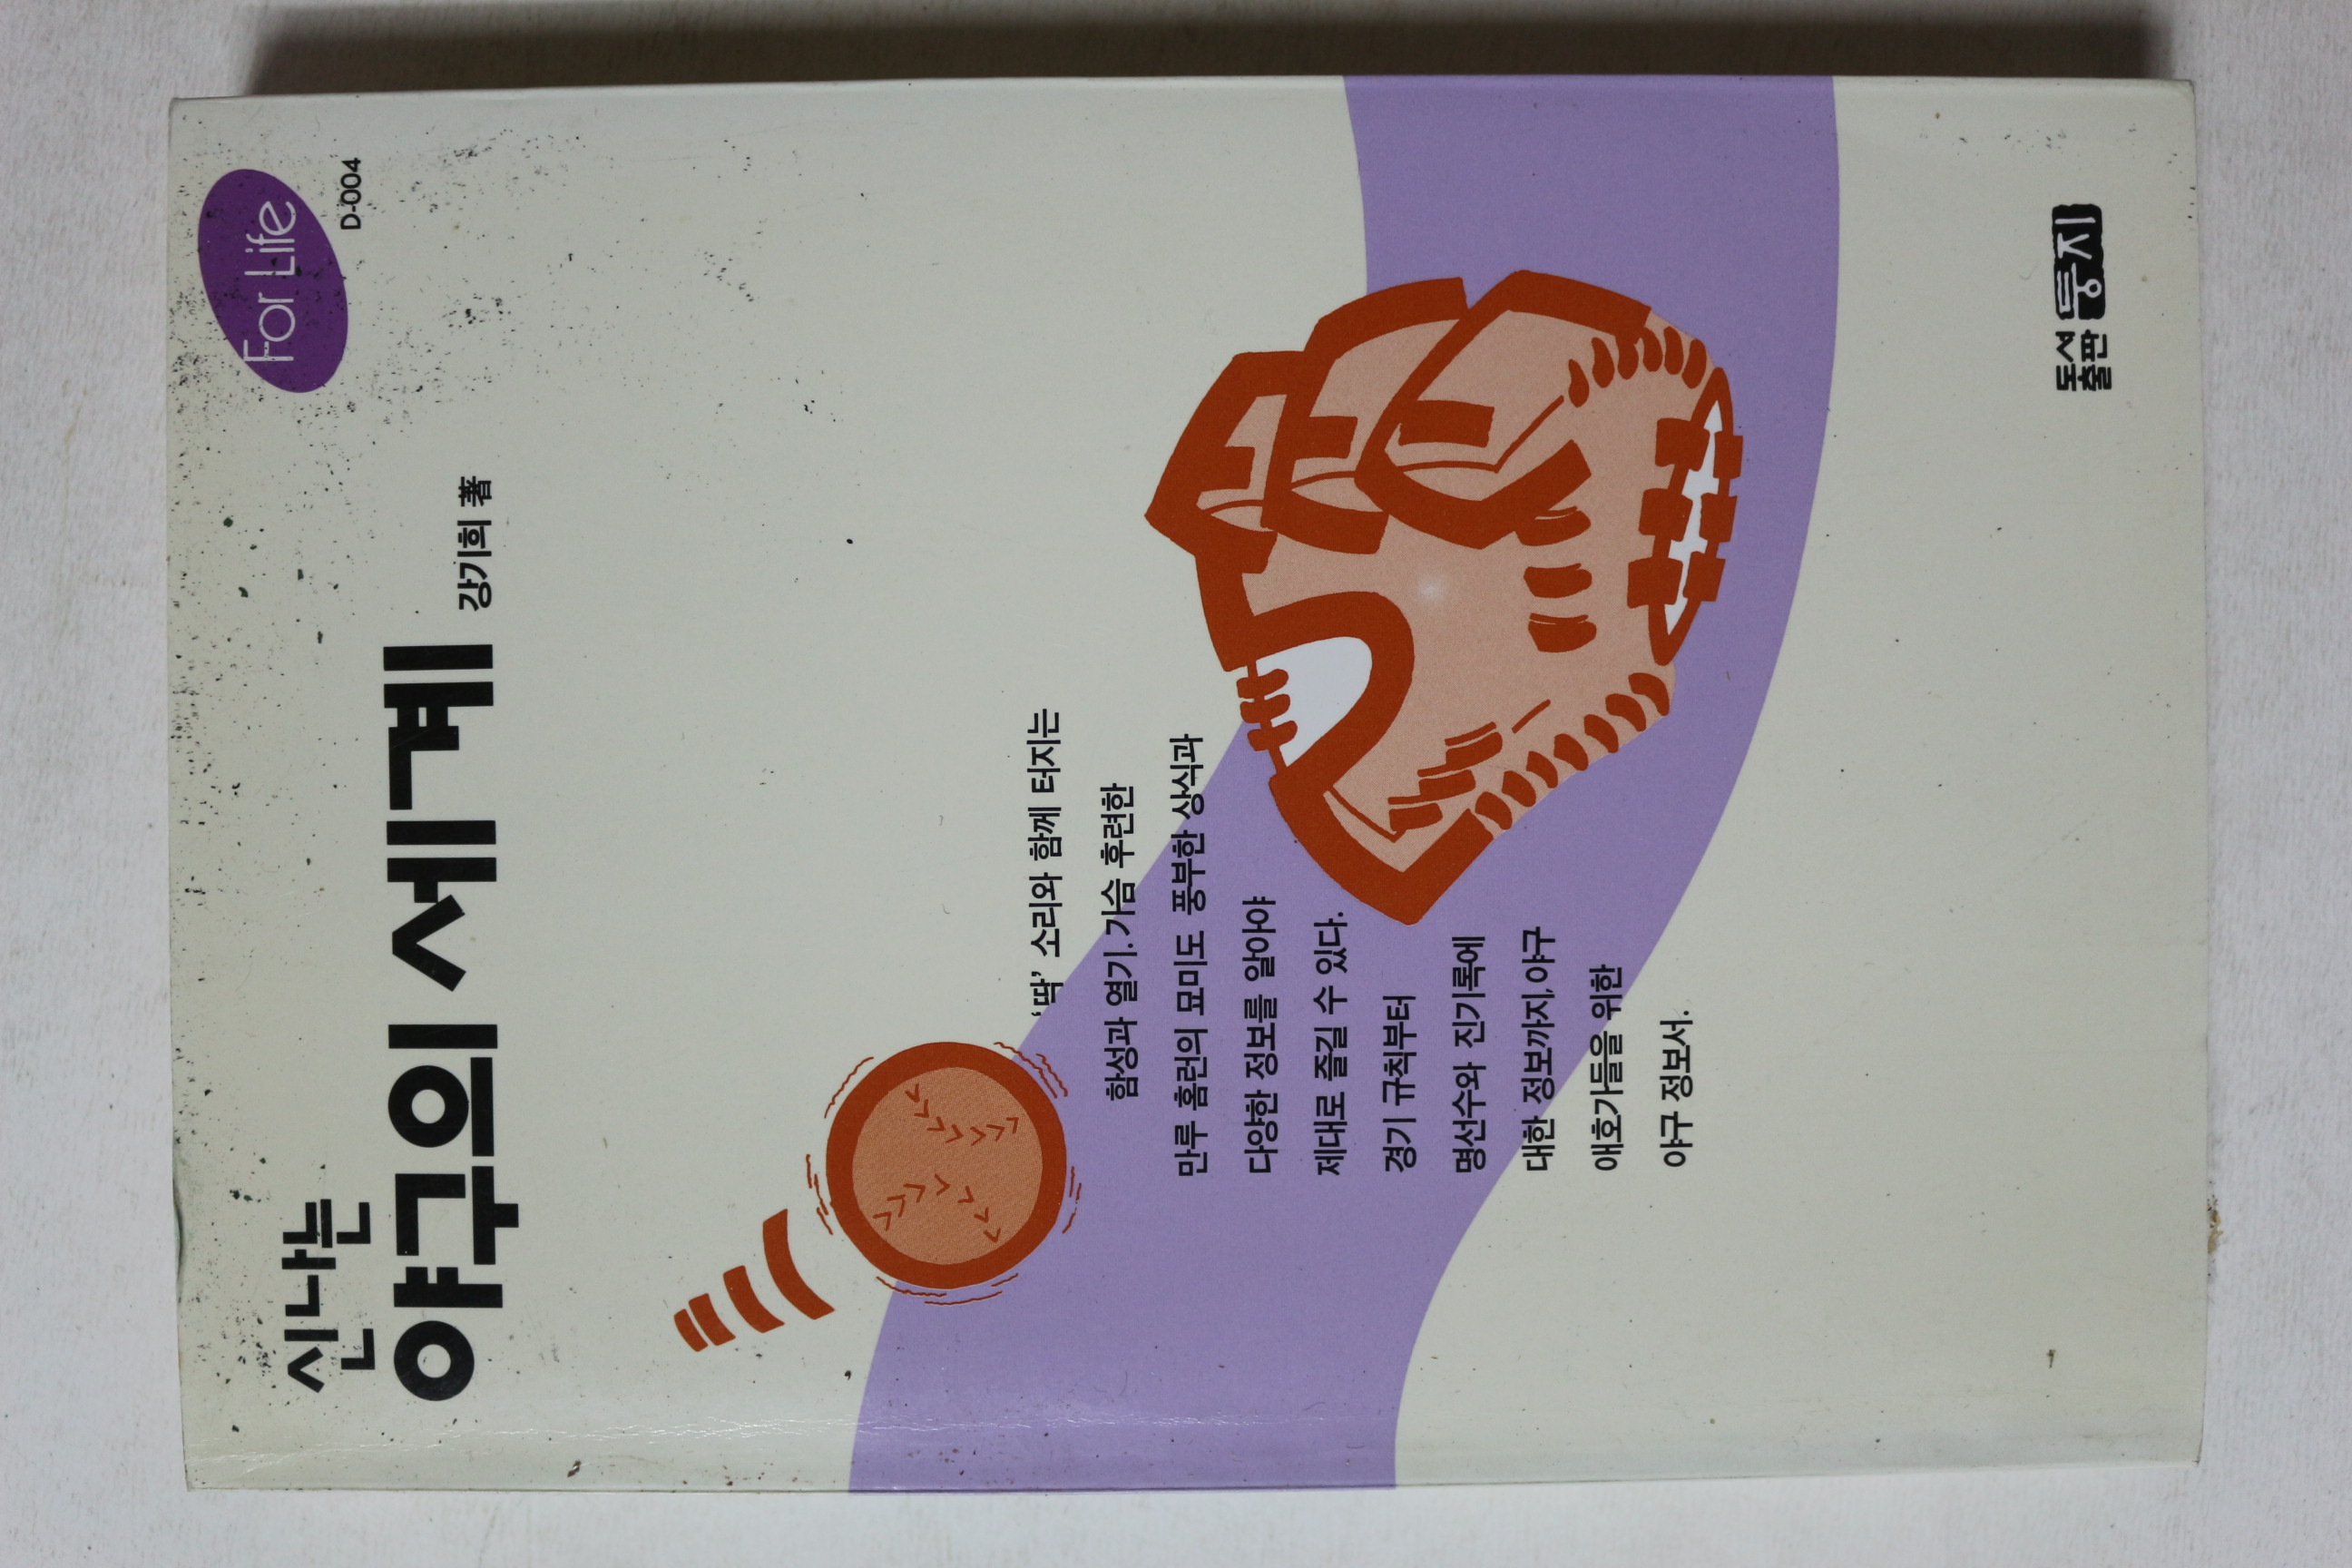 For Life
D-004
신나는
야구의 세계
강기희 著
'딱' 소리와 함께 터지는
함성과 열기. 가슴 후련한
만루 홈런의 묘미도 풍부한 상식과
다양한 정보를 알아야
제대로 즐길 수 있다.
경기 규칙부터
명선수와 진기록에
대한 정보까지, 야구
애호가들을 위한
야구 정보서.
도서
출판
둥지